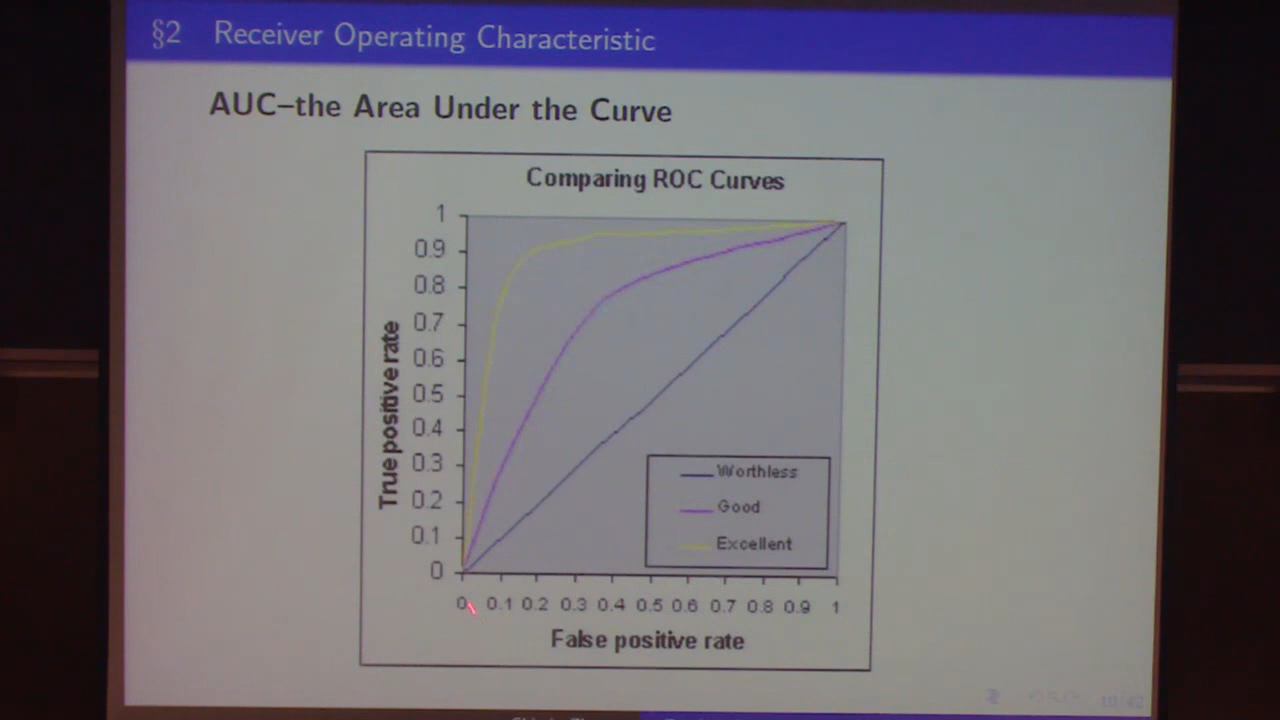 §2 Receiver Operating Characteristic
AUC–the Area Under the Curve
Comparing ROC Curves
1
0.9
0.8
0.7
0.6
0.5
0.4
0.3
0.2
0.1
0
True positive rate
Worthless
Good
Excellent
0 0.1 0.2 0.3 0.4 0.5 0.6 0.7 0.8 0.9 1
False positive rate